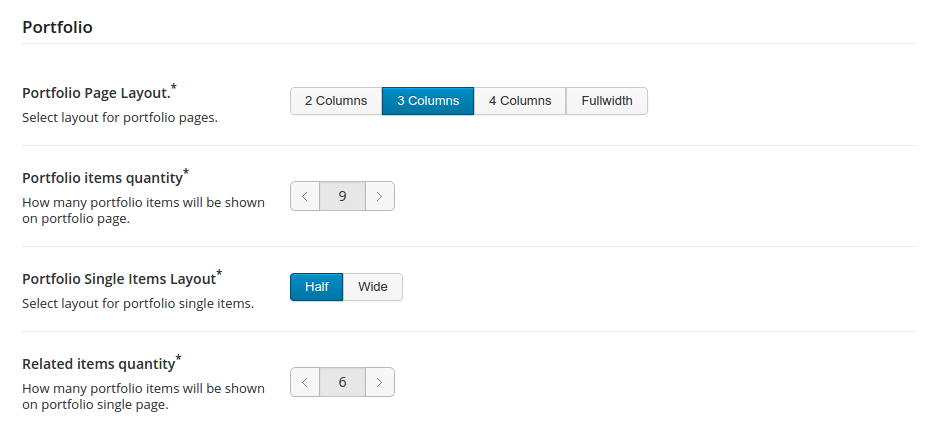 Portfolio
Portfolio Page Layout.*
Select layout for portfolio pages.
2 Columns 3 Columns 4 Columns Fullwidth
Portfolio items quantity*
How many portfolio items will be shown
on portfolio page.
9
Portfolio Single Items Layout*
Select layout for portfolio single items.
Half Wide
Related items quantity*
How many portfolio items will be shown
on portfolio single page.
6